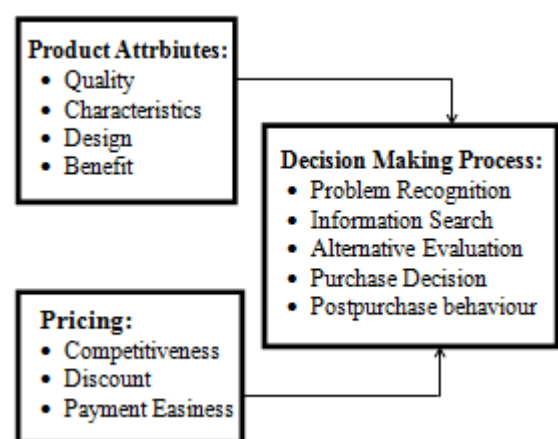 Product Attrbiutes:
• Quality
• Characteristics
• Design
• Benefit
Decision Making Process:
• Problem Recognition
• Information Search
• Alternative Evaluation
• Purchase Decision
• Postpurchase behaviour
Pricing:
• Competitiveness
• Discount
• Payment Easiness